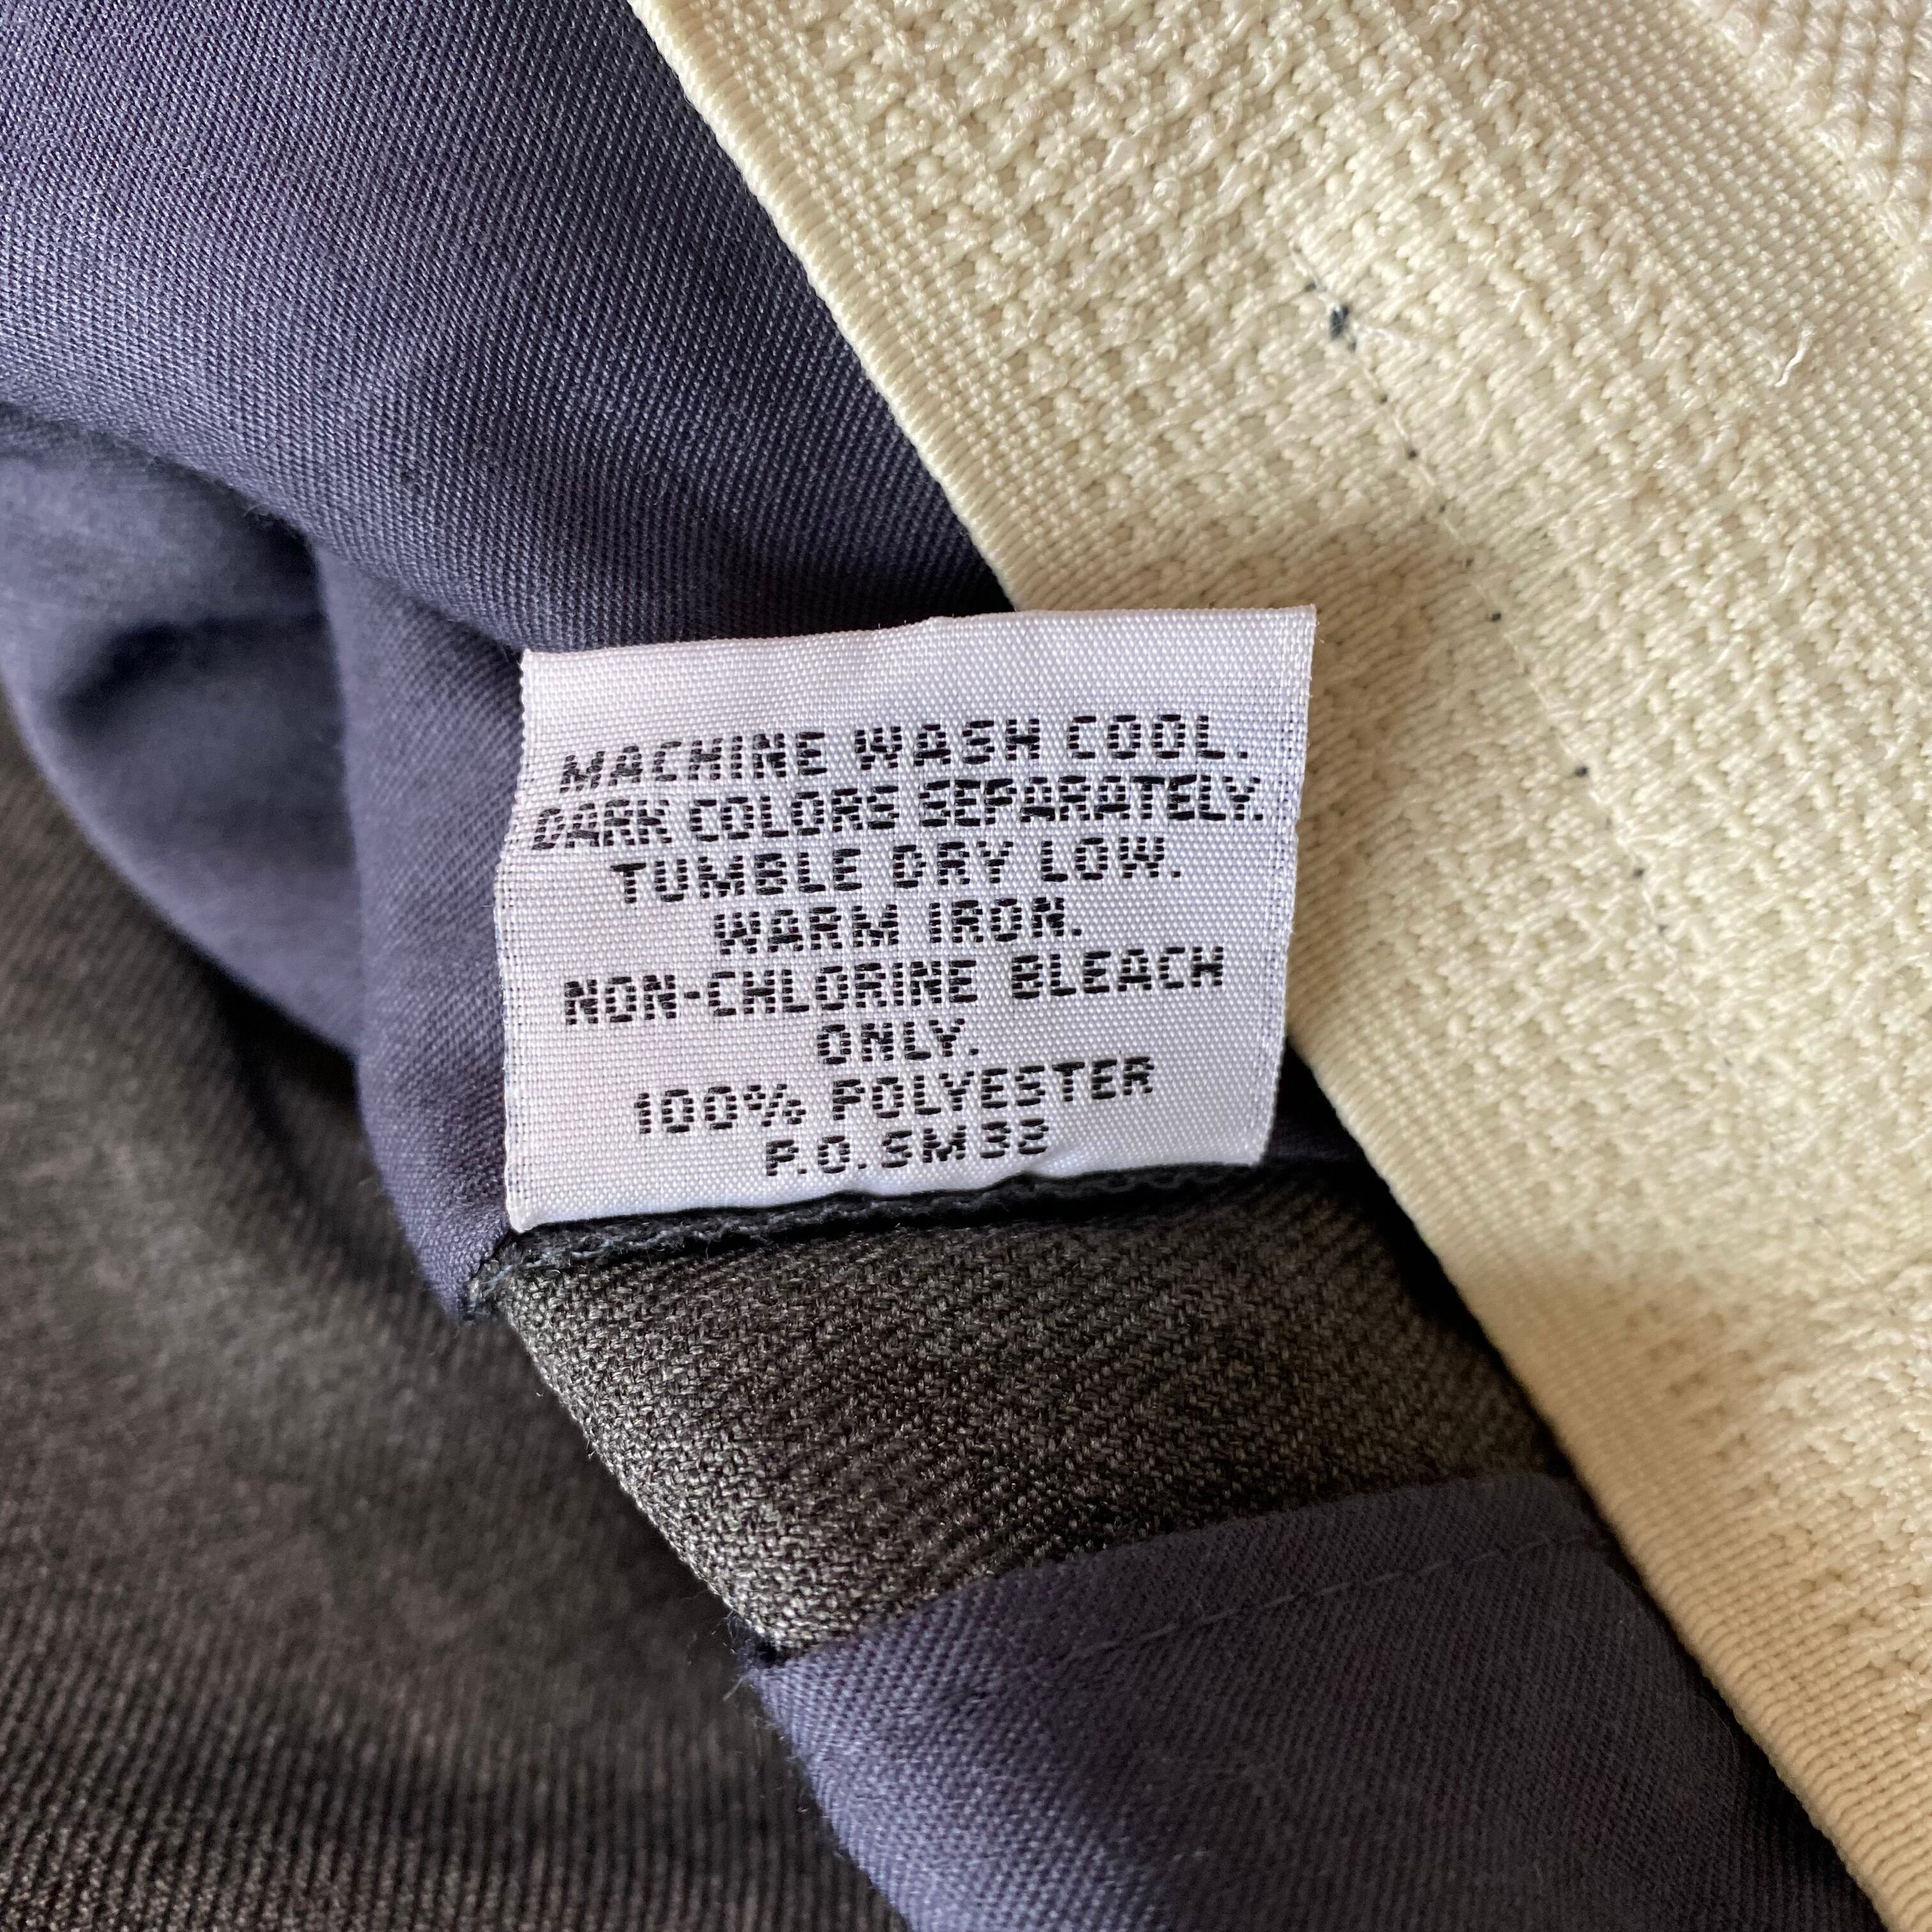 MACHINE WASH COOL.
DARK COLORS SEPARATELY.
TUMBLE DRY LOW.
WARM IRON.
NON-CHLORINE BLEACH
ONLY.
100% POLYESTER
P.O.SM32